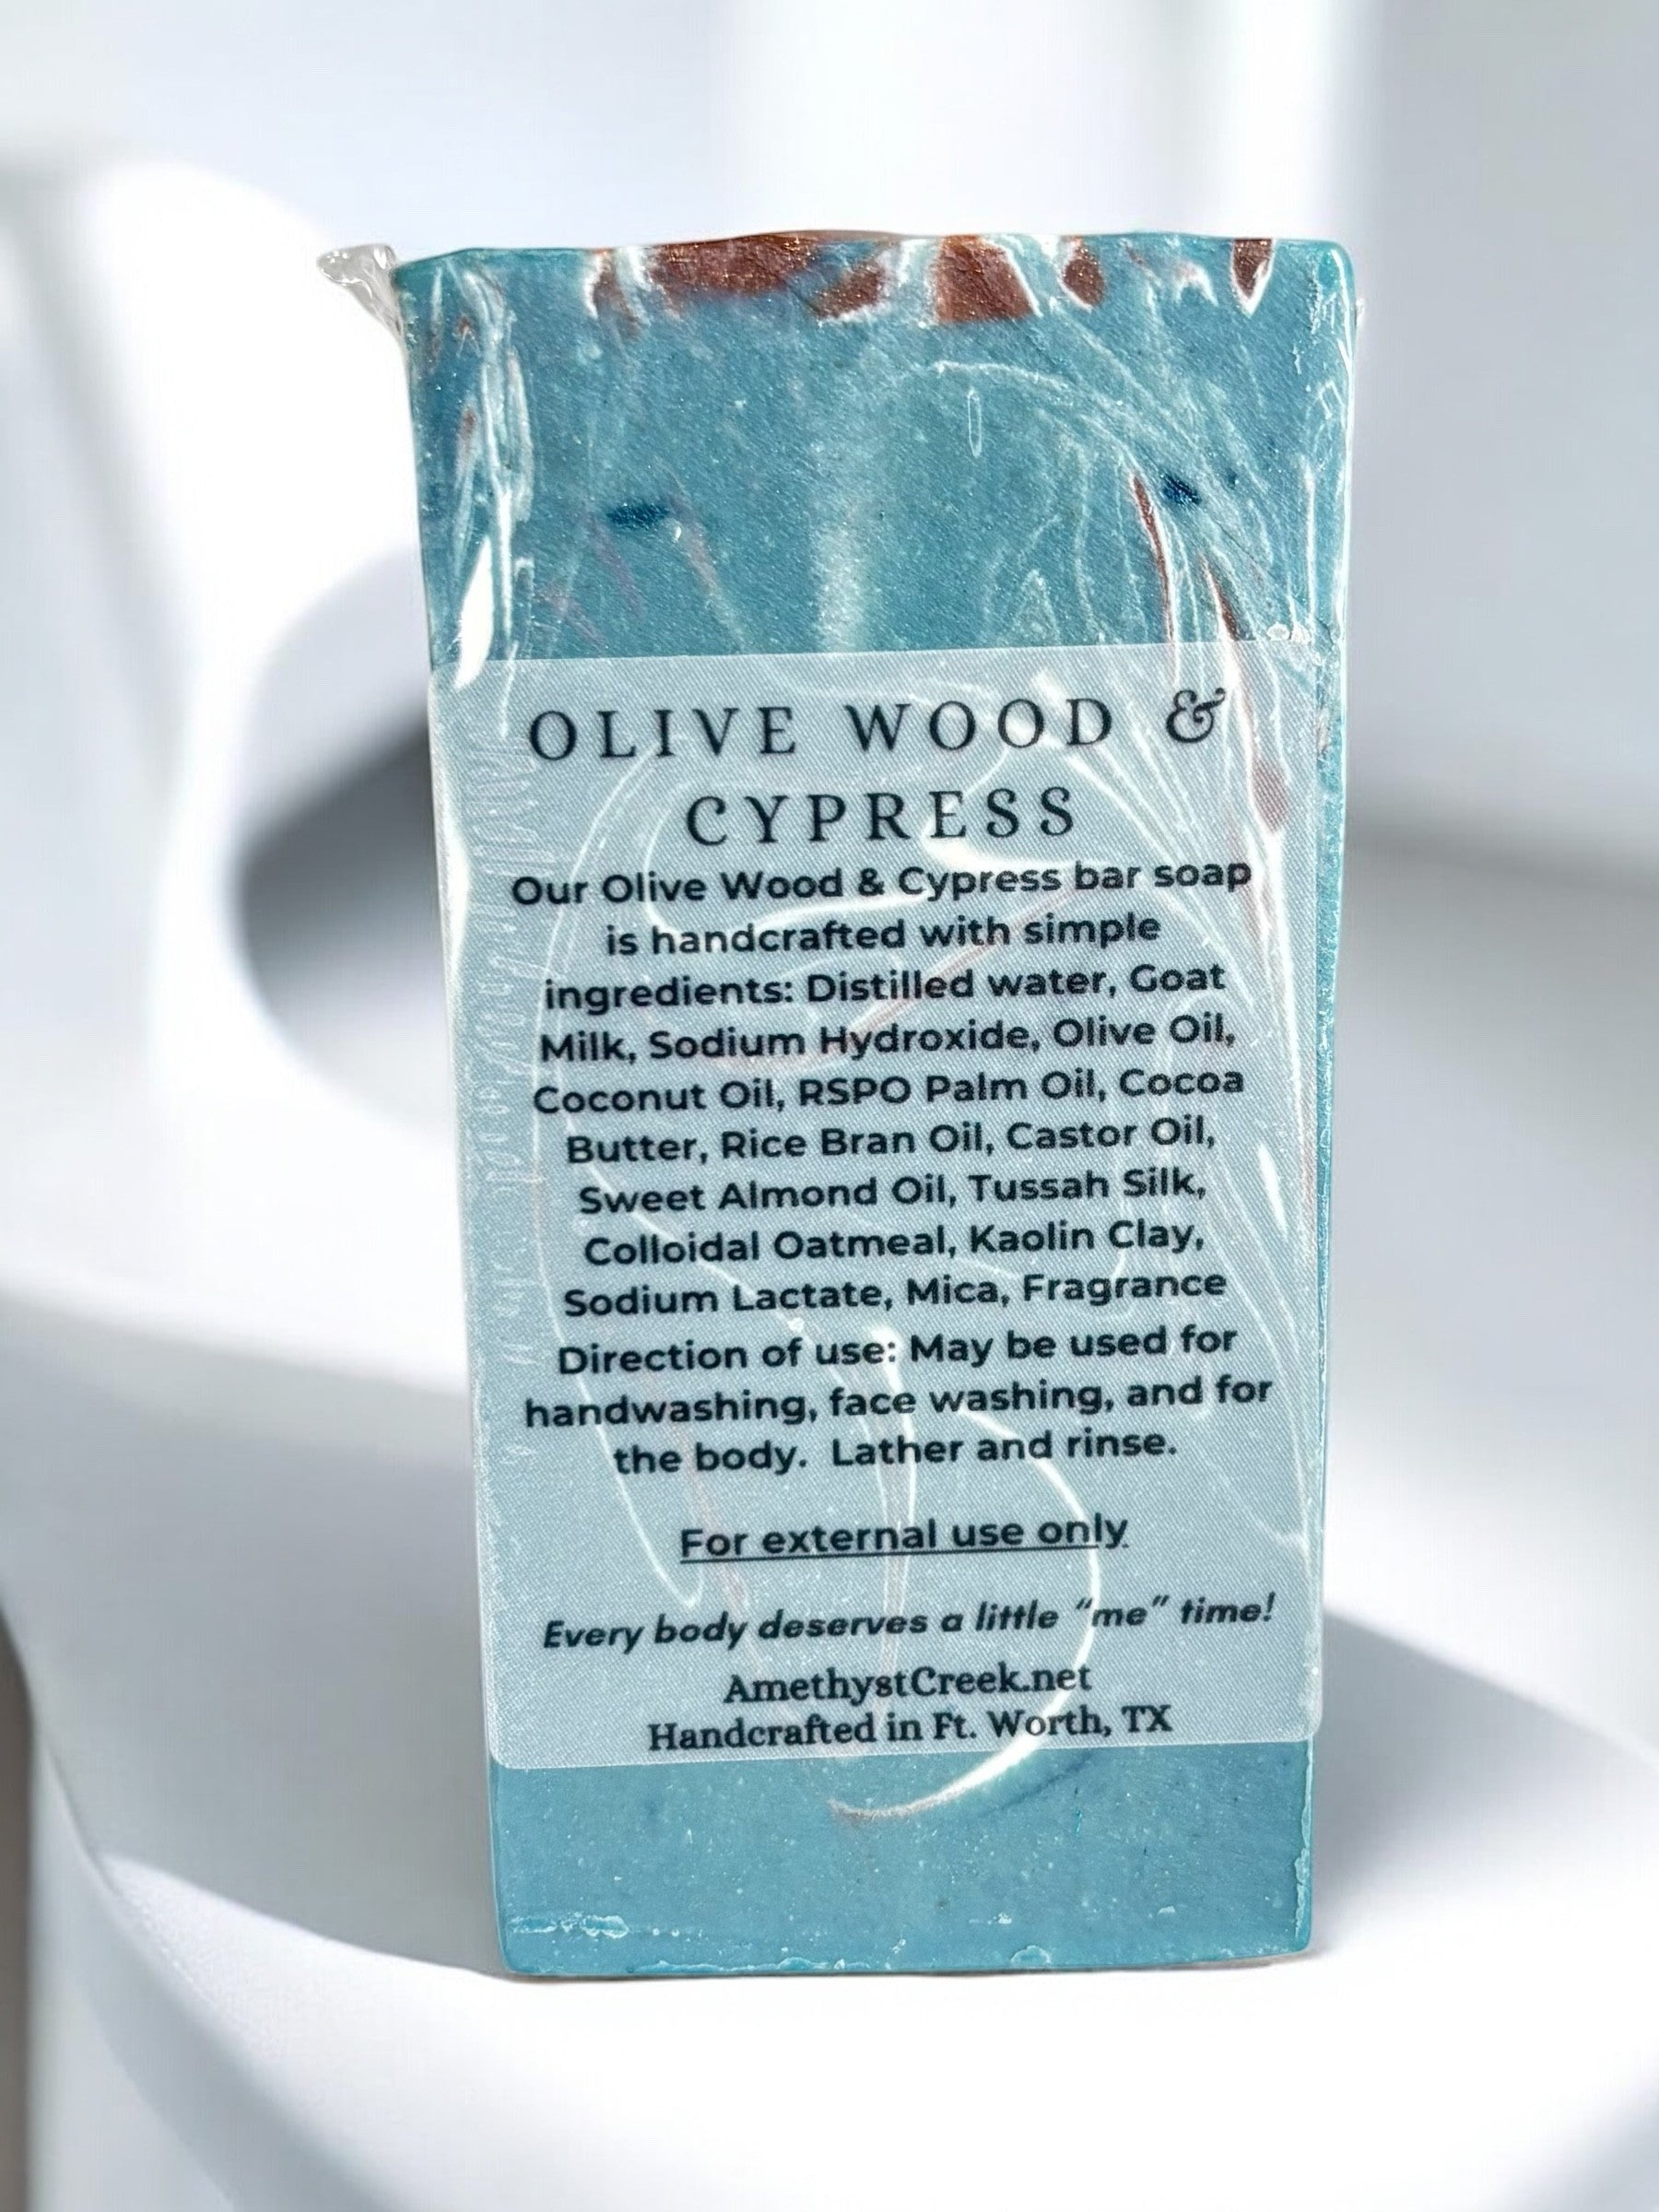 OLIVE WOOD &
CYPRESS
Our Olive Wood & Cypress bar soap
is handcrafted with simple
ingredients: Distilled water, Goat
Milk, Sodium Hydroxide, Olive Oil,
Coconut Oil, RSPO Palm Oil, Cocoa
Butter, Rice Bran Oil, Castor Oil,
Sweet Almond Oil, Tussah Silk,
Colloidal Oatmeal, Kaolin Clay,
Sodium Lactate, Mica, Fragrance
Direction of use: May be used for
handwashing, face washing, and for
the body. Lather and rinse.
For external use only.
Every body deserves a little “me” time!
AmethystCreek.net
Handcrafted in Ft. Worth, TX